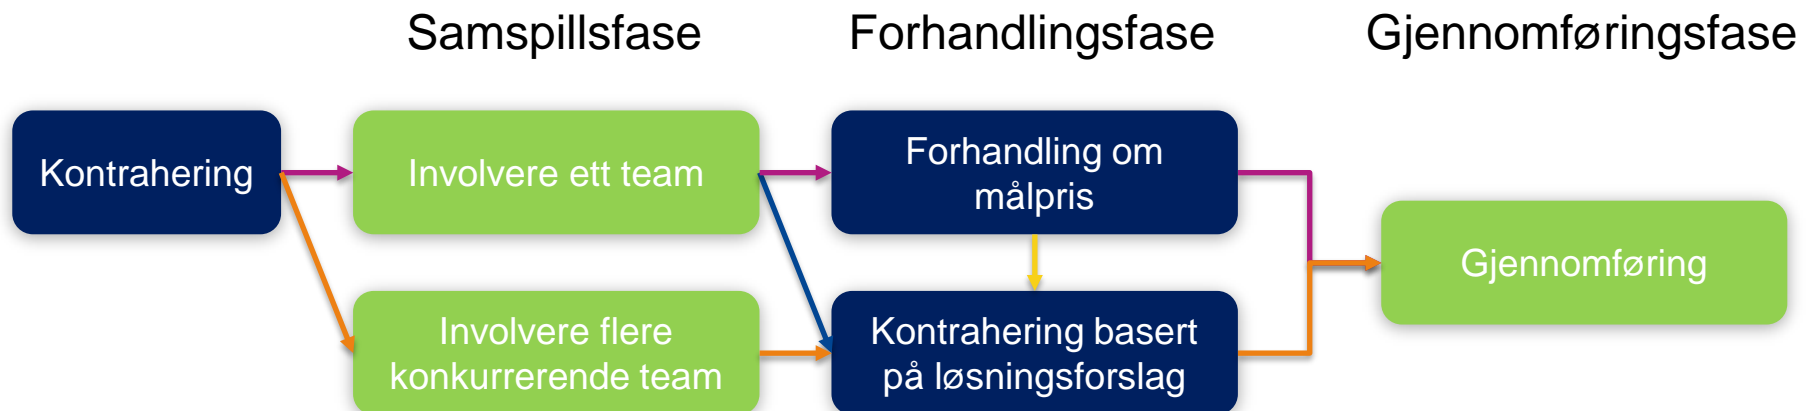 Samspillsfase
Forhandlingsfase
Gjennomføringsfase
Kontrahering
Involvere ett team
Forhandling om
målpris
Gjennomføring
Involvere flere
konkurrerende team
Kontrahering basert
på løsningsforslag